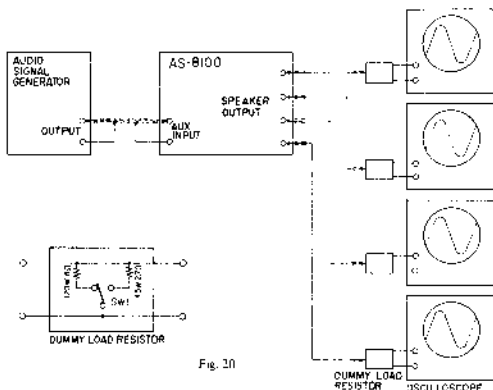 AUDIO
SIGNAL
GENERATOR
OUTPUT
AS-8100
AUX
INPUT
SPEAKER
OUTPUT
SW1
DUMMY LOAD RESISTOR
Fig. 20
DUMMY LOAD
RESISTOR
OSCILLOSCOPE